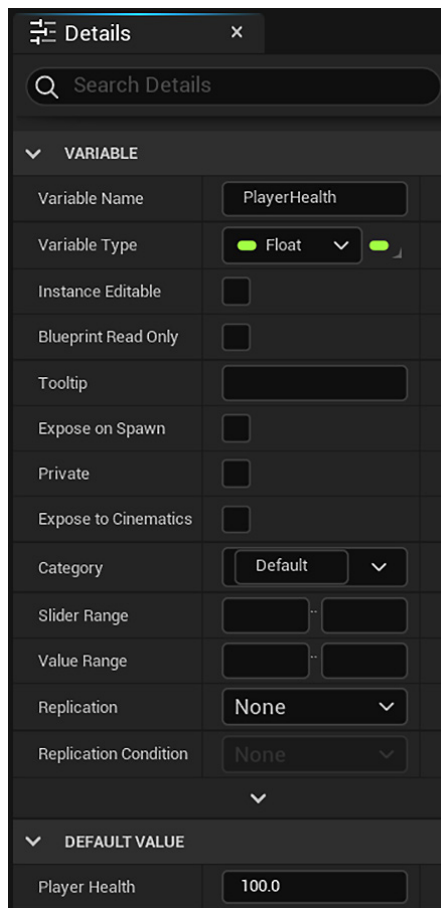 Details
Search Details
VARIABLE
Variable Name PlayerHealth
Variable Type Float
Instance Editable
Blueprint Read Only
Tooltip
Expose on Spawn
Private
Expose to Cinematics
Category Default
Slider Range ..
Value Range ..
Replication None
Replication Condition None
DEFAULT VALUE
Player Health 100.0